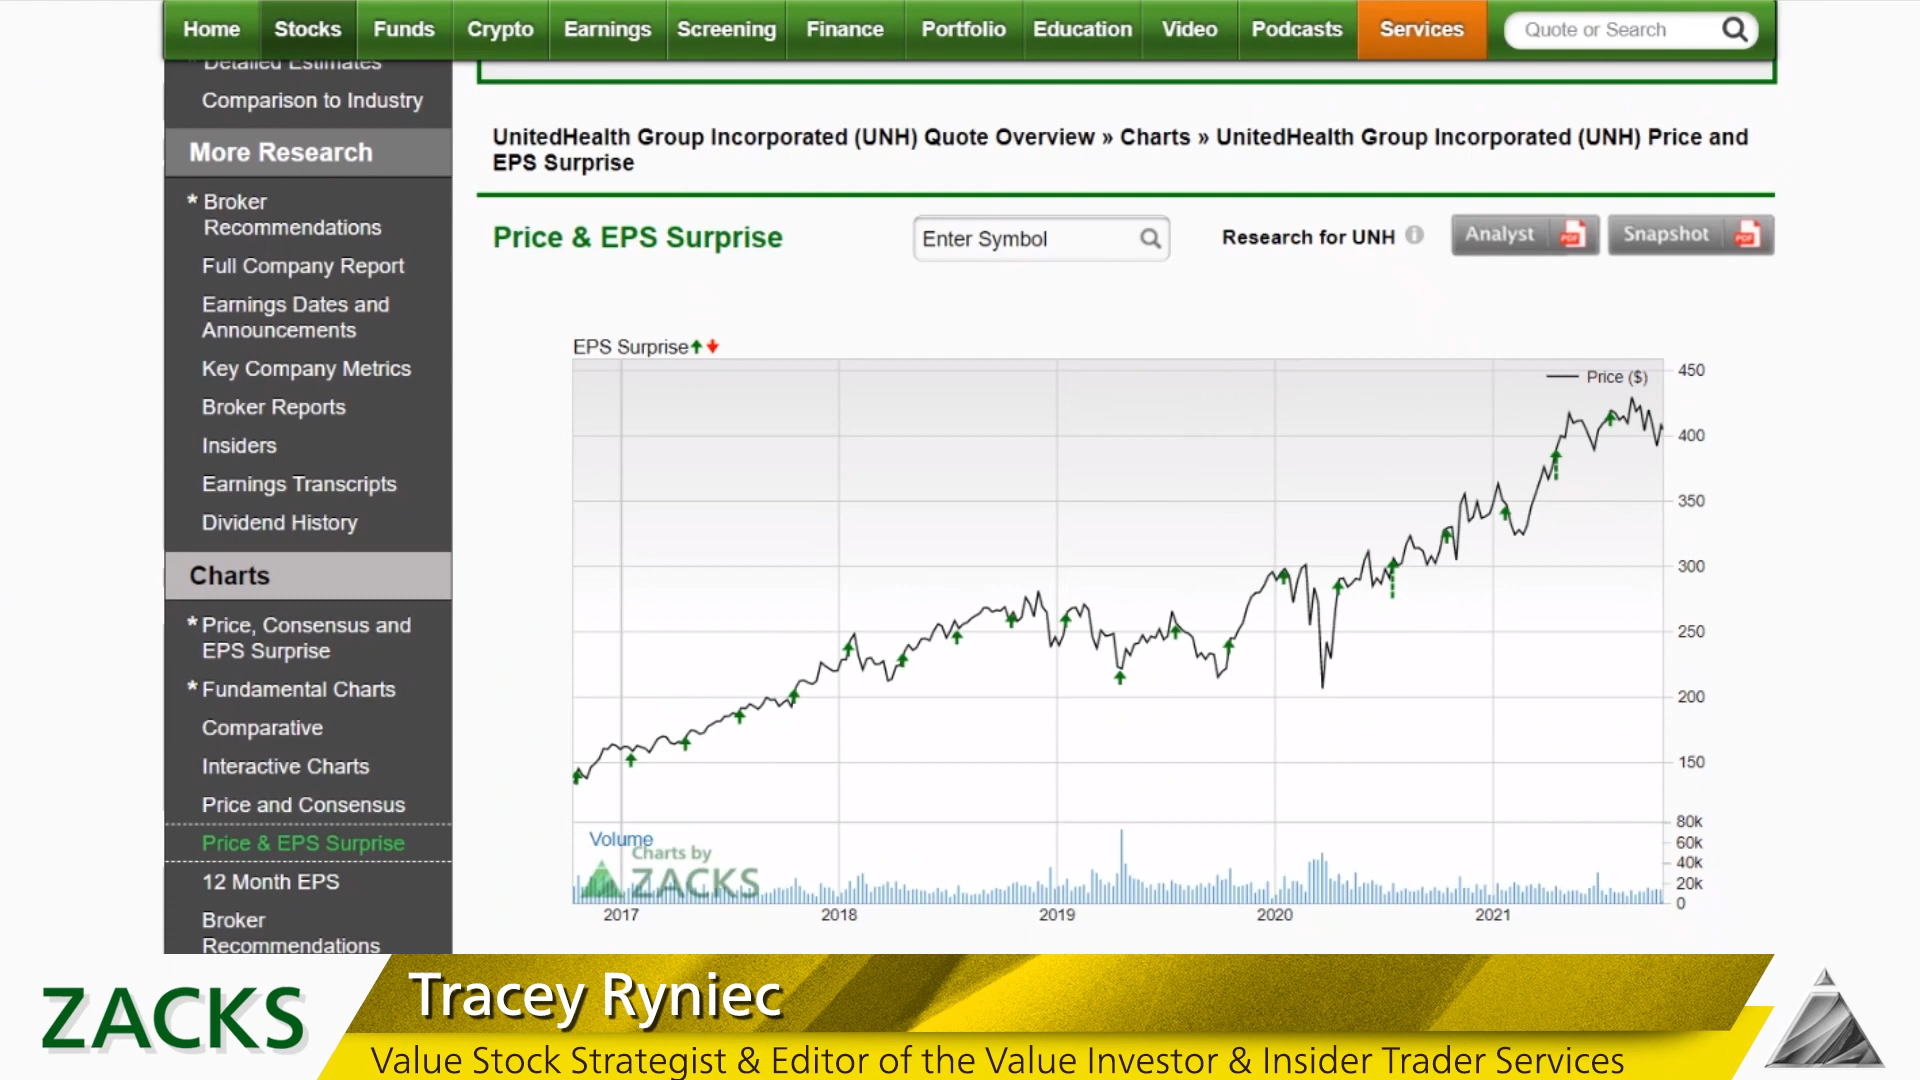 Home Stocks Funds Crypto Earnings Screening Finance Portfolio Education Video Podcasts Services Quote or Search
* Detailed Estimates
Comparison to Industry
More Research
* Broker
Recommendations
Full Company Report
Earnings Dates and
Announcements
Key Company Metrics
Broker Reports
Insiders
Earnings Transcripts
Dividend History
Charts
* Price, Consensus and
EPS Surprise
* Fundamental Charts
Comparative
Interactive Charts
Price and Consensus
Price & EPS Surprise
12 Month EPS
Broker
Recommendations
UnitedHealth Group Incorporated (UNH) Quote Overview » Charts » UnitedHealth Group Incorporated (UNH) Price and
EPS Surprise
Price & EPS Surprise Enter Symbol Research for UNH Analyst PDF Snapshot PDF
EPS Surprise
Price ($)
450
400
350
300
250
200
150
80k
60k
40k
20k
0
Volume
Charts by
ZACKS
2017 2018 2019 2020 2021
ZACKS
Tracey Ryniec
Value Stock Strategist & Editor of the Value Investor & Insider Trader Services